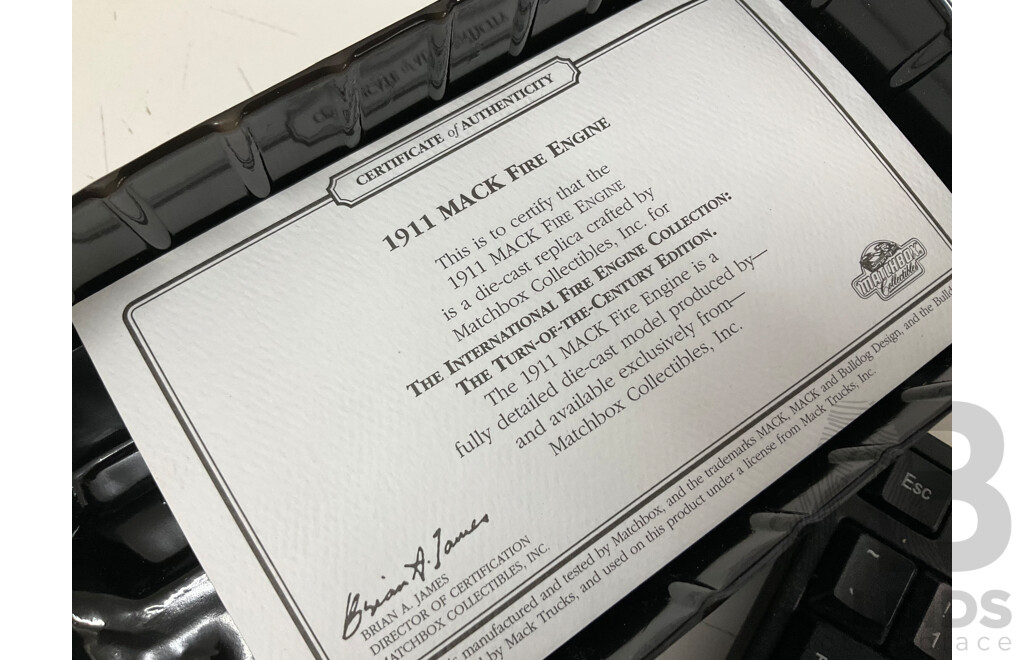 CERTIFICATE of AUTHENTICITY
1911 MACK FIRE ENGINE
This is to certify that the
1911 MACK FIRE ENGINE
is a die-cast replica crafted by
Matchbox Collectibles, Inc. for
THE INTERNATIONAL FIRE ENGINE COLLECTION:
THE TURN-OF-THE-CENTURY EDITION.
The 1911 MACK Fire Engine is a
fully detailed die-cast model produced by—
and available exclusively from—
Matchbox Collectibles, Inc.
MATCHBOX
Collectibles
Brian A. James
BRIAN A. JAMES
DIRECTOR OF CERTIFICATION
MATCHBOX COLLECTIBLES, INC.
is manufactured and tested by Matchbox, and the trademarks MACK, MACK and Bulldog Design, and the Bulld
by Mack Trucks, and used on this product under a license from Mack Trucks, Inc.
Esc
~
!
1